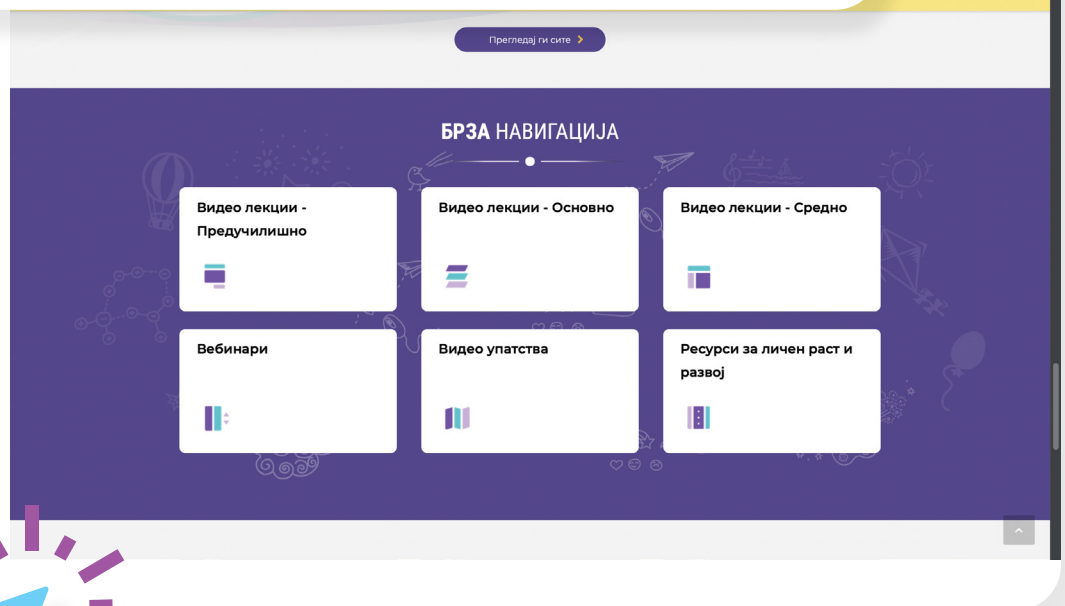 Прегледај ги сите
БРЗА НАВИГАЦИЈА
Видео лекции -
Предучилишно
Видео лекции - Основно
Видео лекции - Средно
Вебинари
Видео упатства
Ресурси за личен раст и
развој